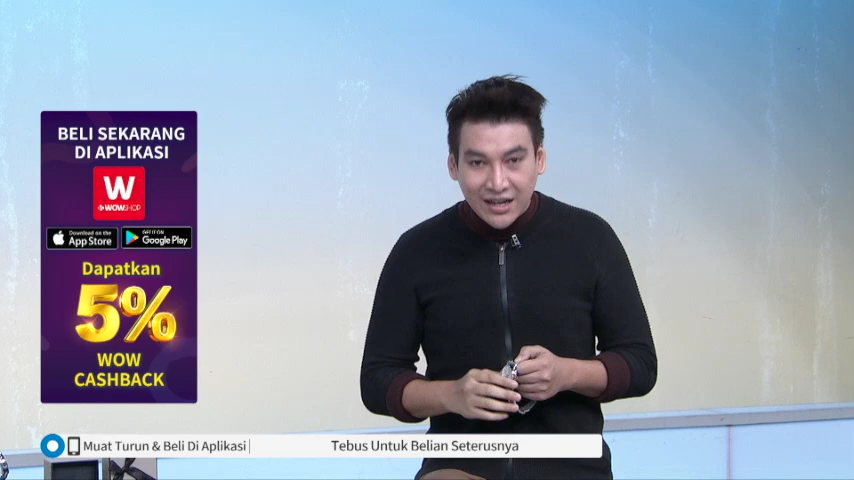 BELI SEKARANG
DI APLIKASI
W
WOWSHOP
Download on the
App Store
GET IT ON
Google Play
Dapatkan
5%
WOW
CASHBACK
Muat Turun & Beli Di Aplikasi
Tebus Untuk Belian Seterusnya